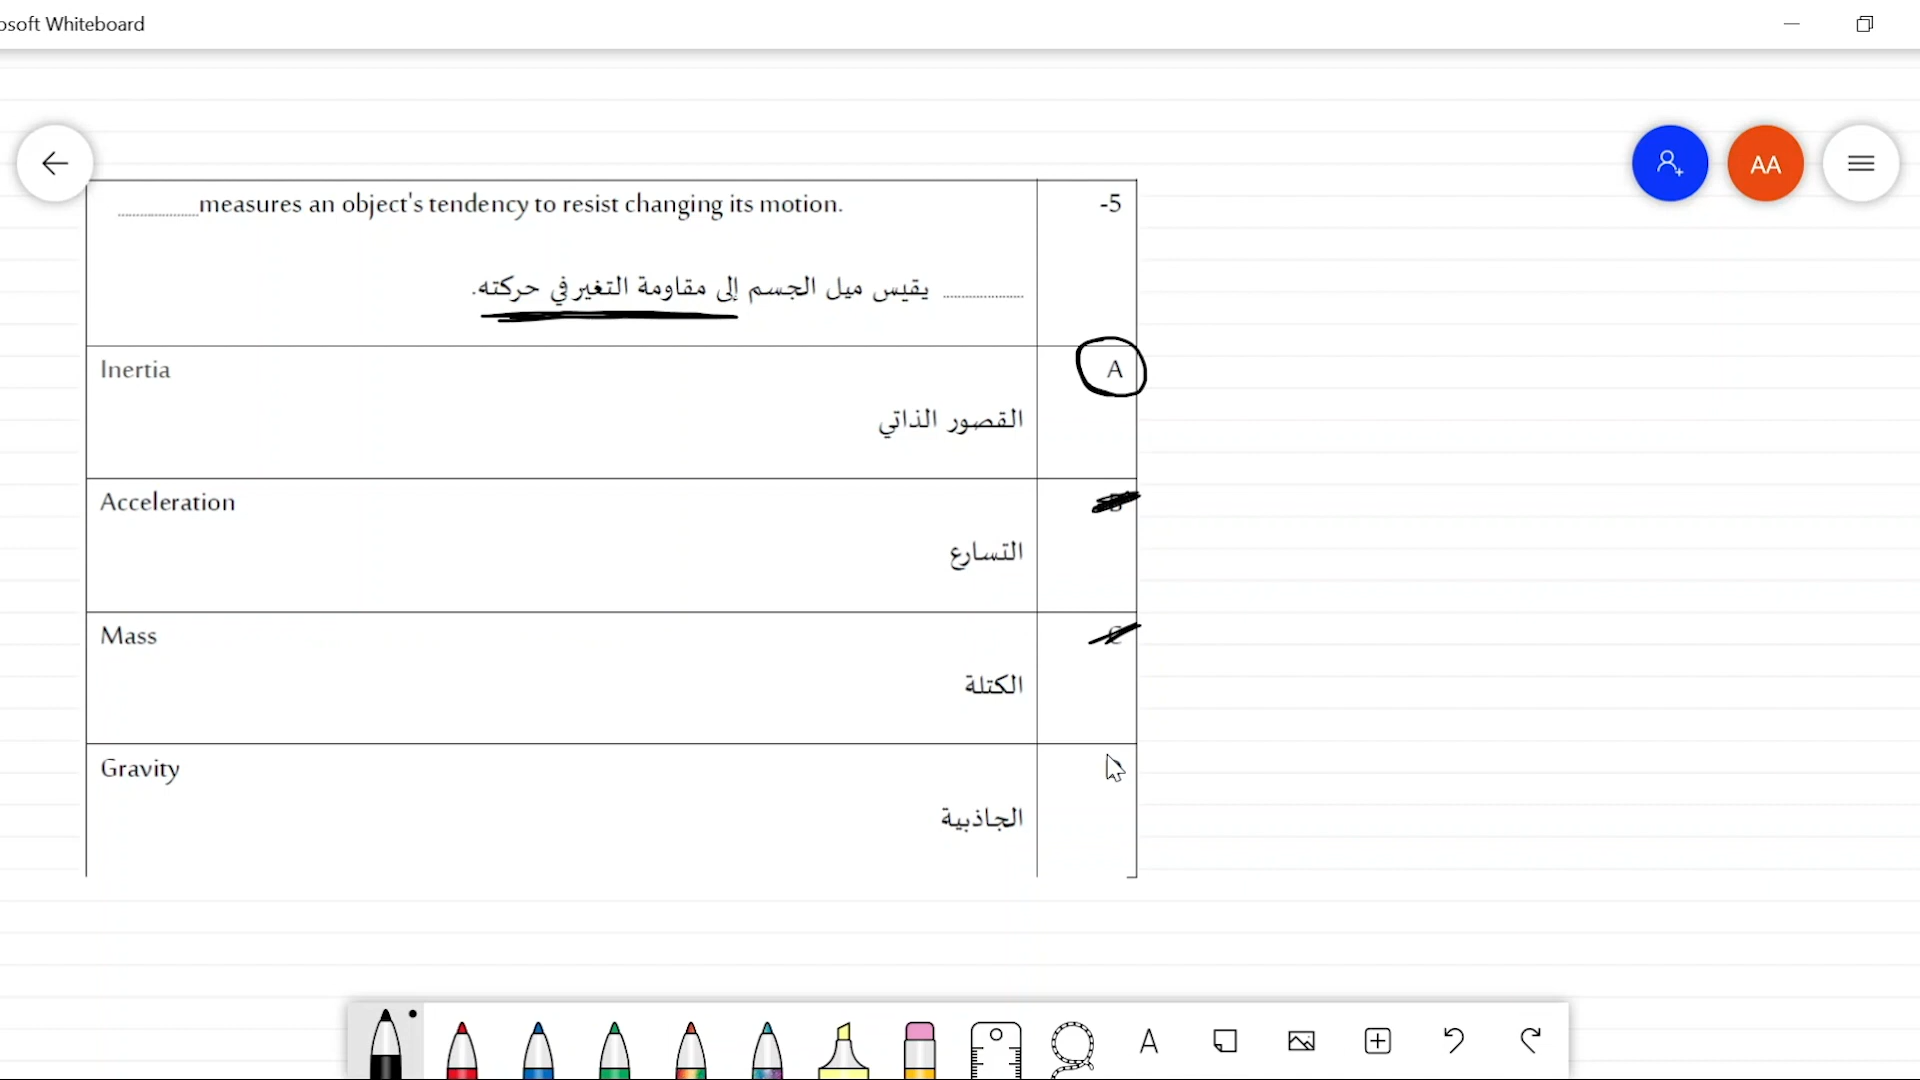 osoft Whiteboard
AA
-5
............measures an object's tendency to resist changing its motion.
............ يقيس ميل الجسم إلى مقاومة التغير في حركته.
A
Inertia
القصور الذاتي
Acceleration
التسارع
C
Mass
الكتلة
Gravity
الجاذبية
A